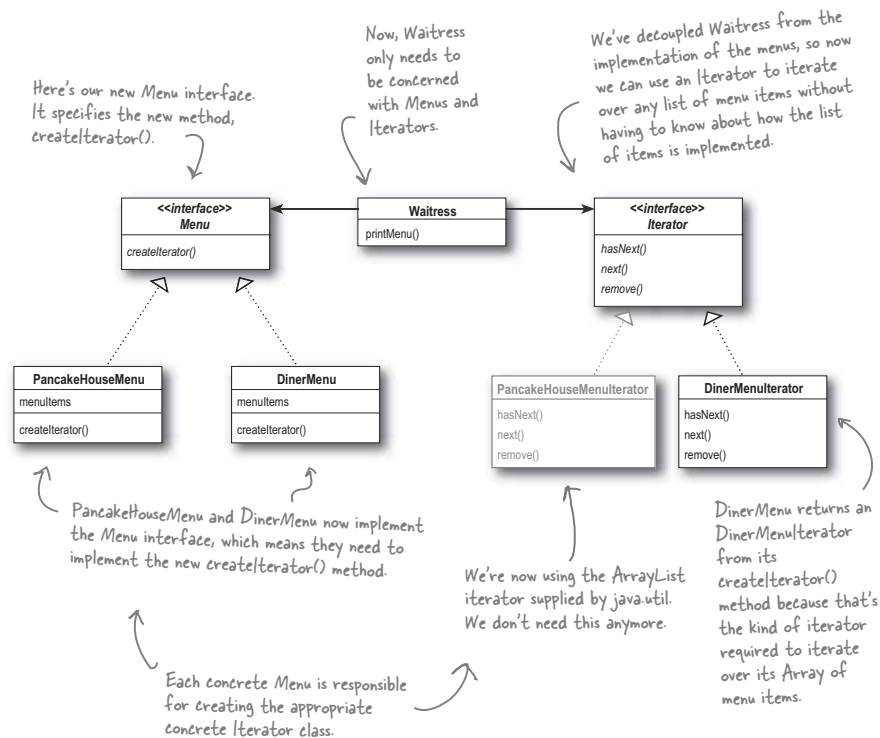 Here's our new Menu interface.
It specifies the new method,
createIterator().
Now, Waitress
only needs to
be concerned
with Menus and
Iterators.
We've decoupled Waitress from the
implementation of the menus, so now
we can use an Iterator to iterate
over any list of menu items without
having to know about how the list
of items is implemented.
<<interface>>
Menu
createIterator()
Waitress
printMenu()
<<interface>>
Iterator
hasNext()
next()
remove()
PancakeHouseMenu
menuItems
createIterator()
DinerMenu
menuItems
createIterator()
PancakeHouseMenuIterator
hasNext()
next()
remove()
DinerMenuIterator
hasNext()
next()
remove()
PancakeHouseMenu and DinerMenu now implement
the Menu interface, which means they need to
implement the new createIterator() method.
We're now using the ArrayList
iterator supplied by java.util.
We don't need this anymore.
DinerMenu returns an
DinerMenuIterator
from its
createIterator()
method because that's
the kind of iterator
required to iterate
over its Array of
menu items.
Each concrete Menu is responsible
for creating the appropriate
concrete Iterator class.